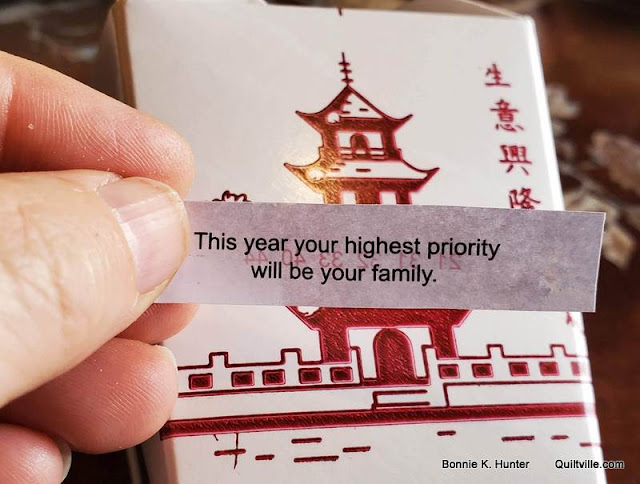 生意興隆
This year your highest priority
will be your family.
Bonnie K. Hunter Quiltville.com